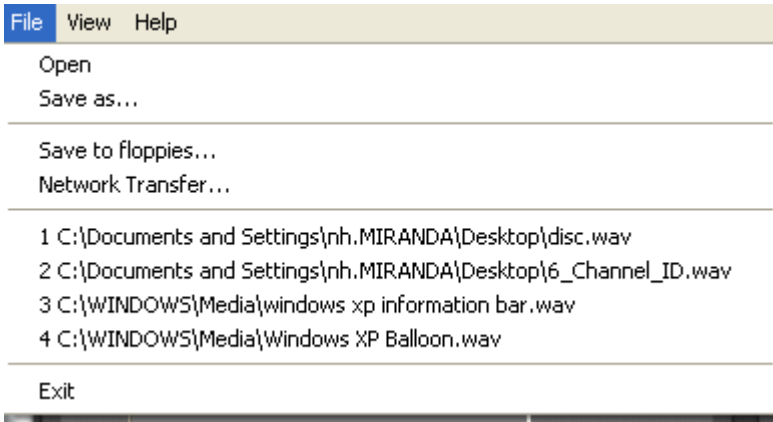 File View Help
Open
Save as...
Save to floppies...
Network Transfer...
1 C:\Documents and Settings\nh.MIRANDA\Desktop\disc.wav
2 C:\Documents and Settings\nh.MIRANDA\Desktop\6_Channel_ID.wav
3 C:\WINDOWS\Media\windows xp information bar.wav
4 C:\WINDOWS\Media\Windows XP Balloon.wav
Exit